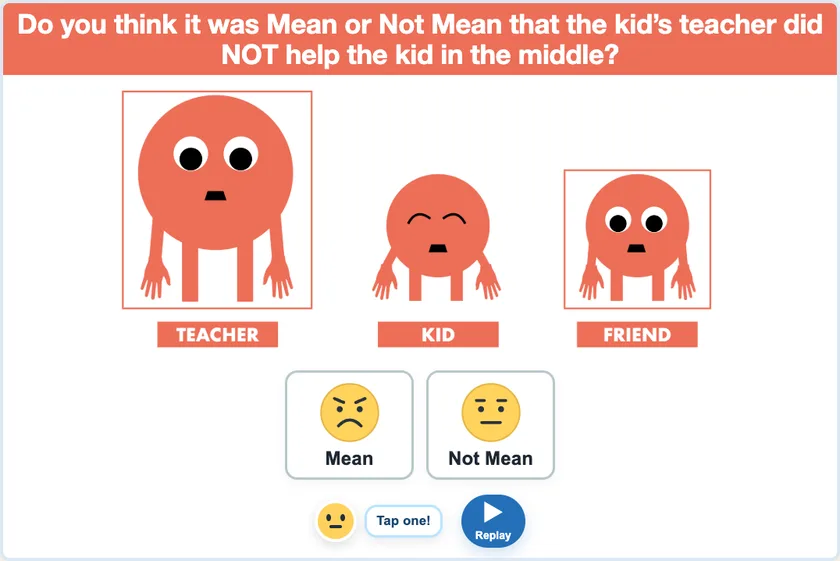 Do you think it was Mean or Not Mean that the kid’s teacher did
NOT help the kid in the middle?
TEACHER
KID
FRIEND
Mean
Not Mean
Tap one!
Replay